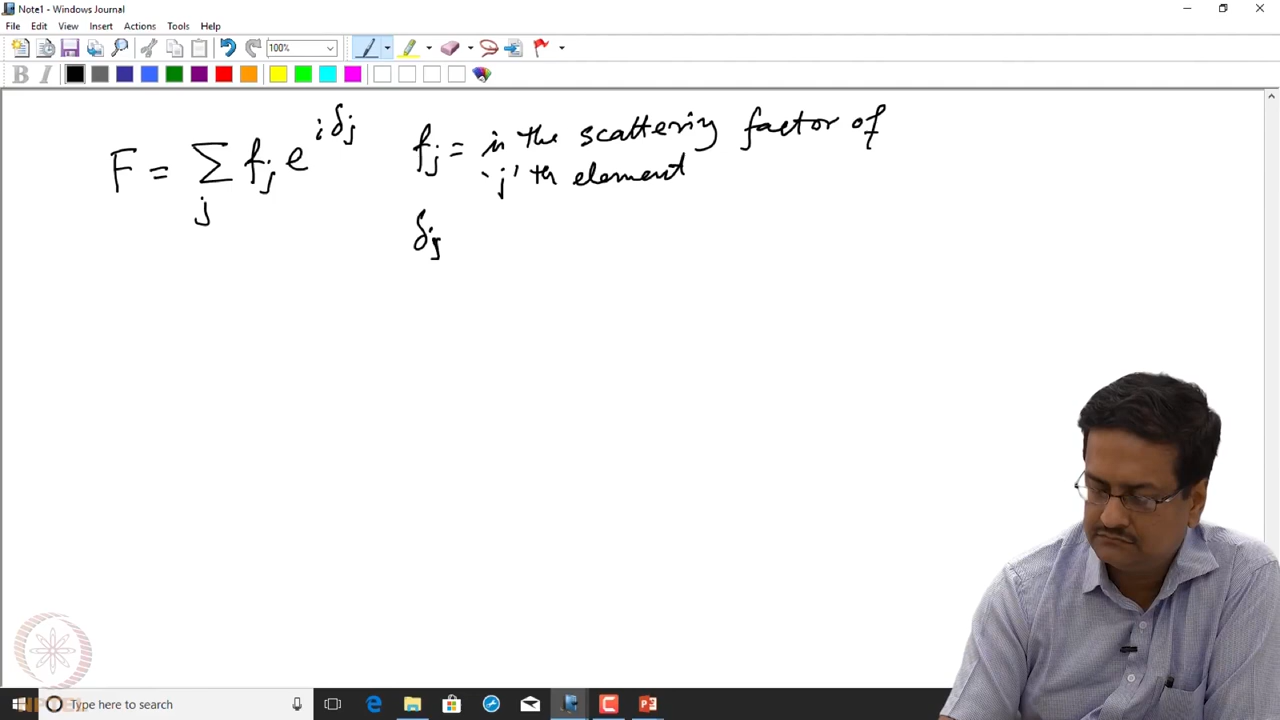 Note1 - Windows Journal
File Edit View Insert Actions Tools Help
100%
B I
F = Σ_j f_j e^{iδ_j} f_j = is the scattering factor of
'j' th element
δ_j
Type here to search